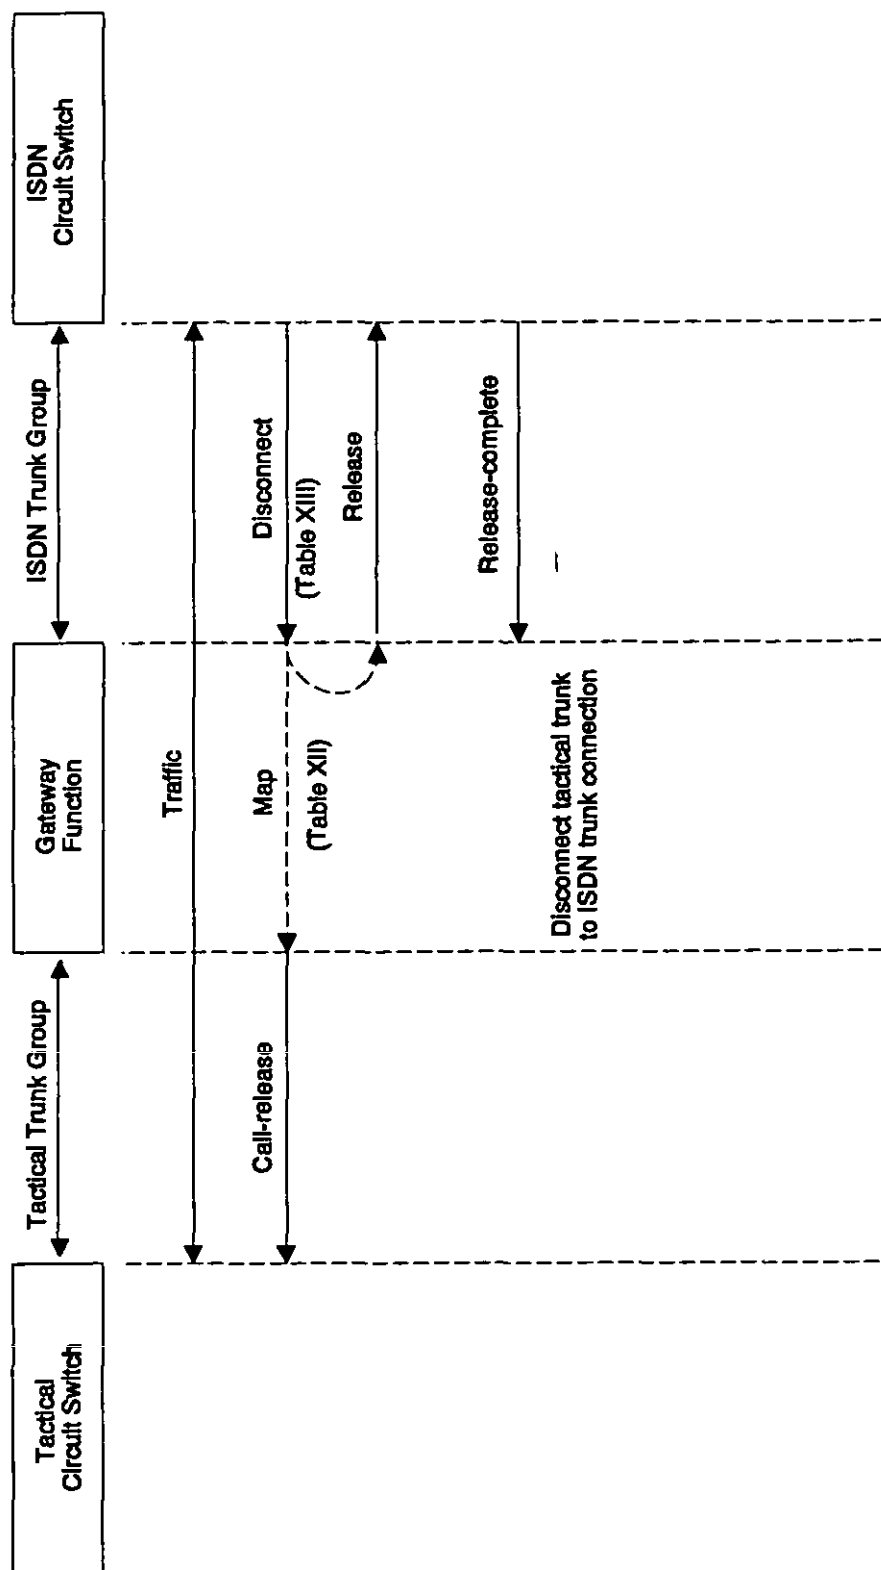 Tactical
Circuit Switch
Tactical Trunk Group
Gateway
Function
ISDN Trunk Group
ISDN
Circuit Switch
Traffic
Call-release
Map
(Table XII)
Disconnect
(Table XIII)
Release
Release-complete
Disconnect tactical trunk
to ISDN trunk connection